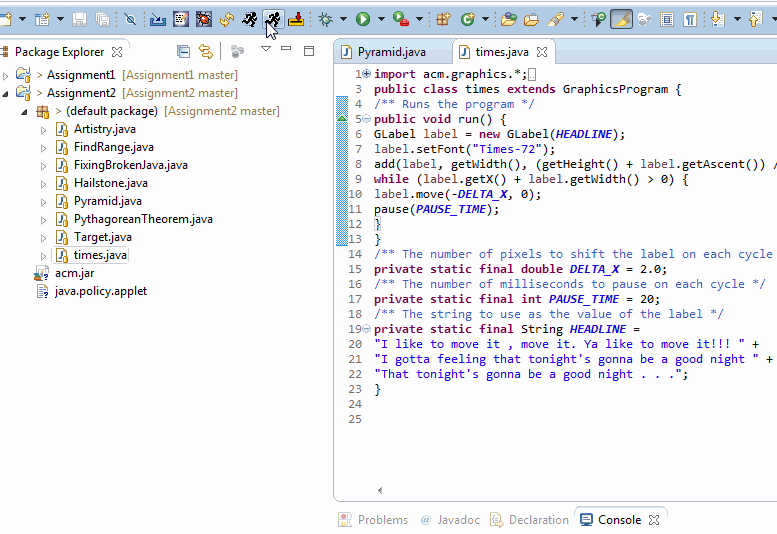 Package Explorer
> Assignment1 [Assignment1 master]
> Assignment2 [Assignment2 master]
> (default package) [Assignment2 master]
Artistry.java
FindRange.java
FixingBrokenJava.java
Hailstone.java
Pyramid.java
PythagoreanTheorem.java
Target.java
times.java
acm.jar
java.policy.applet
Pyramid.java times.java
1 import acm.graphics.*;
3 public class times extends GraphicsProgram {
4 /** Runs the program */
5 public void run() {
6 GLabel label = new GLabel(HEADLINE);
7 label.setFont("Times-72");
8 add(label, getWidth(), (getHeight() + label.getAscent()) /
9 while (label.getX() + label.getWidth() > 0) {
10 label.move(-DELTA_X, 0);
11 pause(PAUSE_TIME);
12 }
13 }
14 /** The number of pixels to shift the label on each cycle
15 private static final double DELTA_X = 2.0;
16 /** The number of milliseconds to pause on each cycle */
17 private static final int PAUSE_TIME = 20;
18 /** The string to use as the value of the label */
19 private static final String HEADLINE =
20 "I like to move it , move it. Ya like to move it!!! " +
21 "I gotta feeling that tonight's gonna be a good night " +
22 "That tonight's gonna be a good night . . .";
23 }
24
25
Problems @ Javadoc Declaration Console